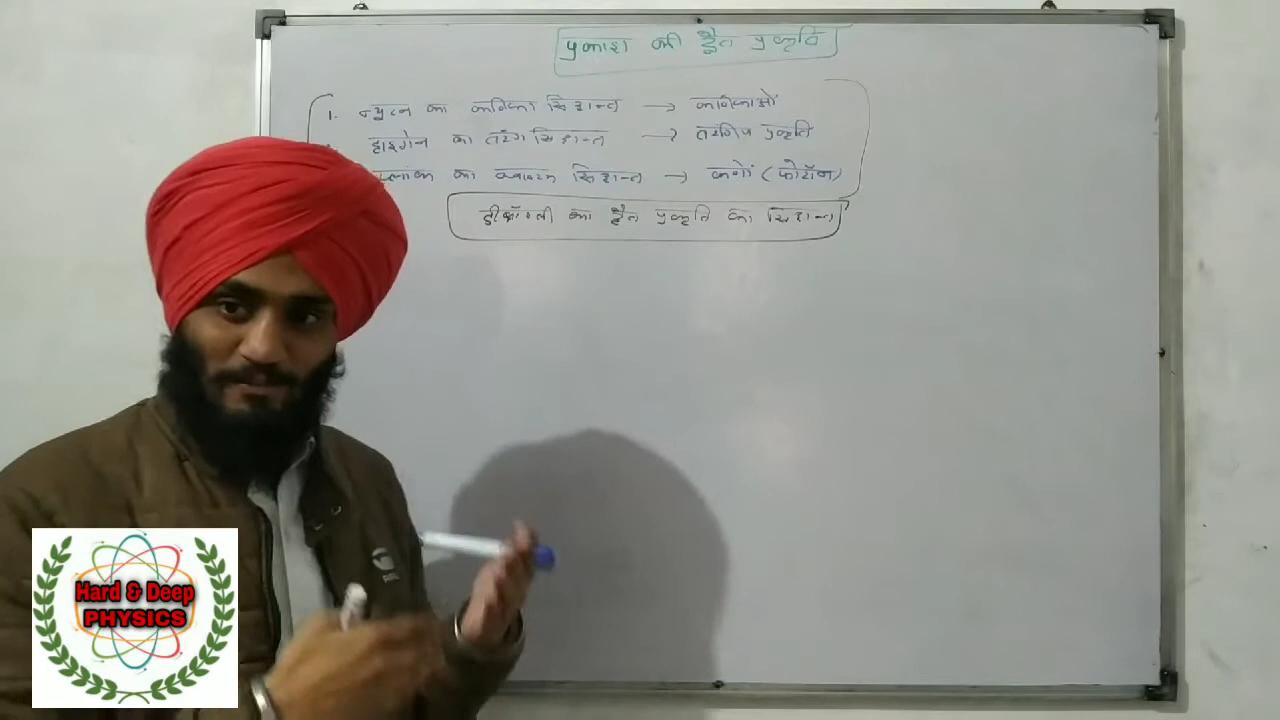 प्रकाश की द्वैत प्रकृति
1. न्यूटन का कणिका सिद्धान्त → कणिकाओं
हाइगेन का तरंग सिद्धान्त → तरंगीय प्रकृति
प्लांक का क्वाण्टम सिद्धान्त → कणों (फोटॉन)
डीब्रॉग्ली का द्वैत प्रकृति का सिद्धान्त
Hard & Deep
PHYSICS